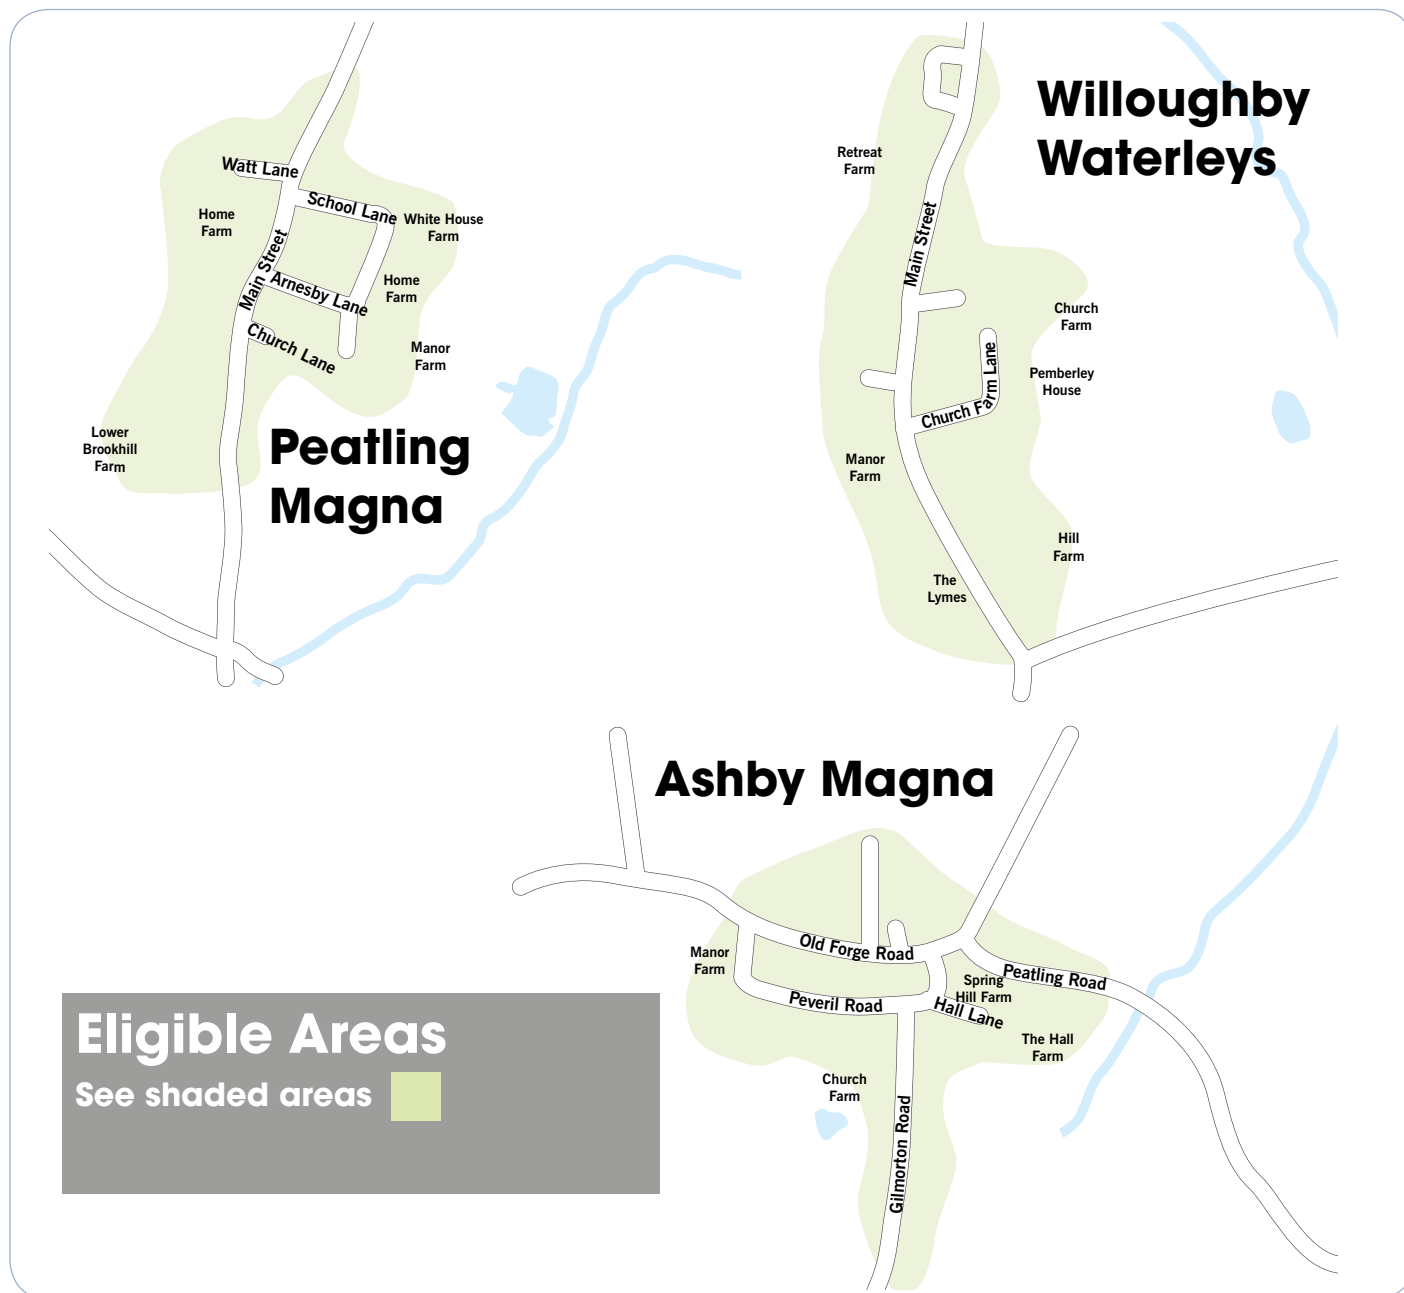 Willoughby
Waterleys
Retreat
Farm
Main Street
Church
Farm
Pemberley
House
Church Farm Lane
Manor
Farm
Hill
Farm
The
Lymes
Watt Lane
School Lane
Home
Farm
White House
Farm
Main Street
Arnesby Lane
Home
Farm
Church Lane
Manor
Farm
Lower
Brookhill
Farm
Peatling
Magna
Ashby Magna
Old Forge Road
Manor
Farm
Peatling Road
Spring
Hill Farm
Peveril Road
Hall Lane
The Hall
Farm
Church
Farm
Gilmorton Road
Eligible Areas
See shaded areas